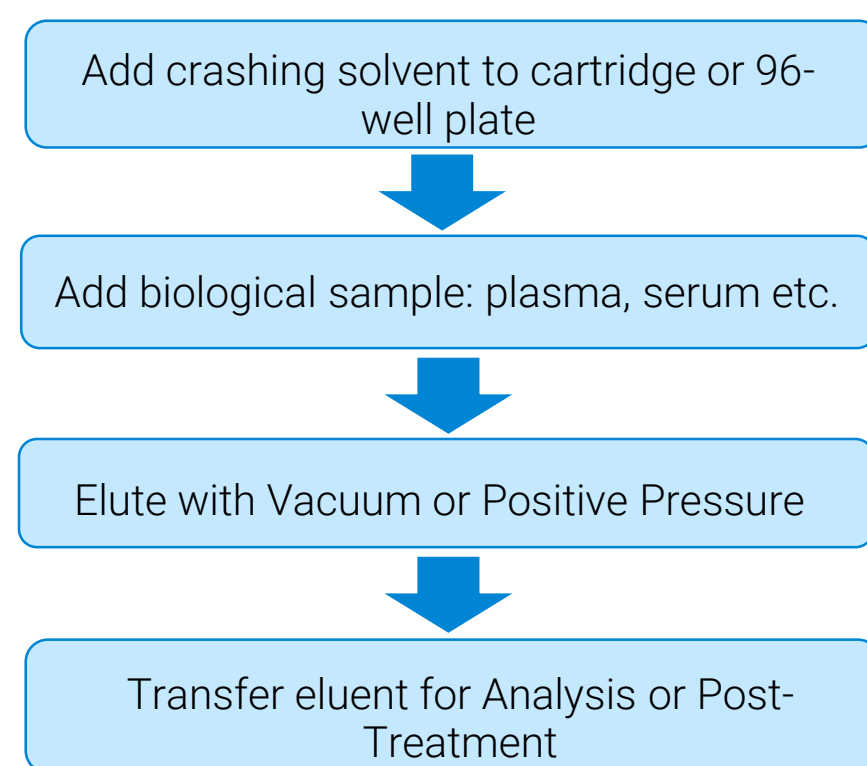 Add crashing solvent to cartridge or 96-
well plate
Add biological sample: plasma, serum etc.
Elute with Vacuum or Positive Pressure
Transfer eluent for Analysis or Post-
Treatment